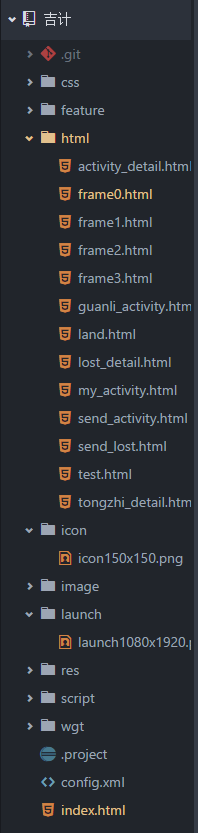 吉计
.git
css
feature
html
activity_detail.html
frame0.html
frame1.html
frame2.html
frame3.html
guanli_activity.htm
land.html
lost_detail.html
my_activity.html
send_activity.html
send_lost.html
test.html
tongzhi_detail.htm
icon
icon150x150.png
image
launch
launch1080x1920.p
res
script
wgt
.project
config.xml
index.html